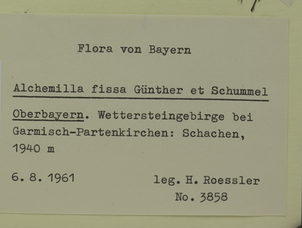 Flora von Bayern
Alchemilla fissa Günther et Schummel
Oberbayern. Wettersteingebirge bei
Garmisch-Partenkirchen: Schachen,
1940 m
6.8.1961 leg. H. Roessler
No. 3858